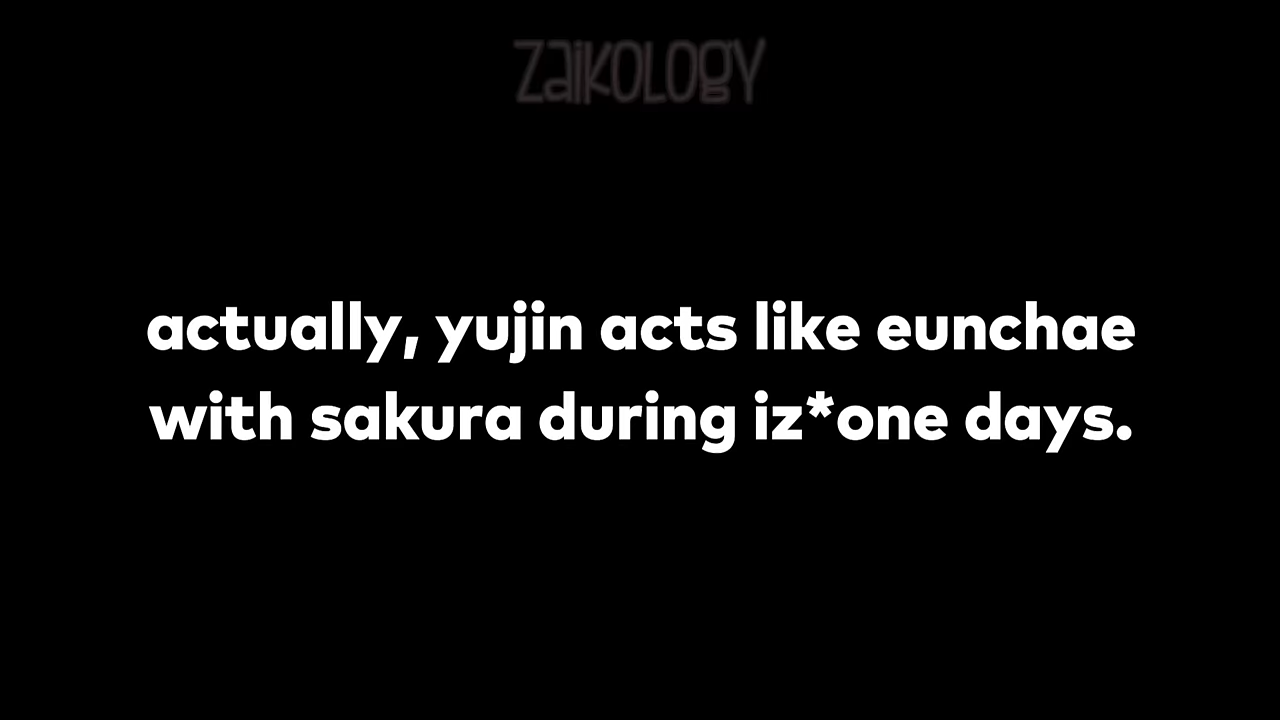 Zaikology
actually, yujin acts like eunchae
with sakura during iz*one days.